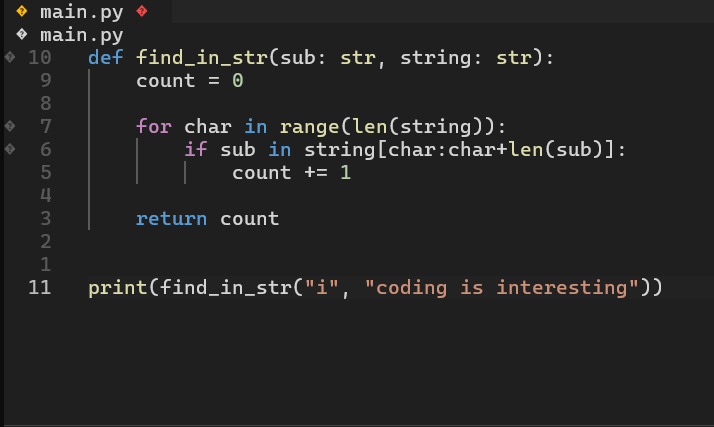 main.py
main.py
10 def find_in_str(sub: str, string: str):
9     count = 0
8
7     for char in range(len(string)):
6         if sub in string[char:char+len(sub)]:
5             count += 1
4
3     return count
2
1
11 print(find_in_str("i", "coding is interesting"))